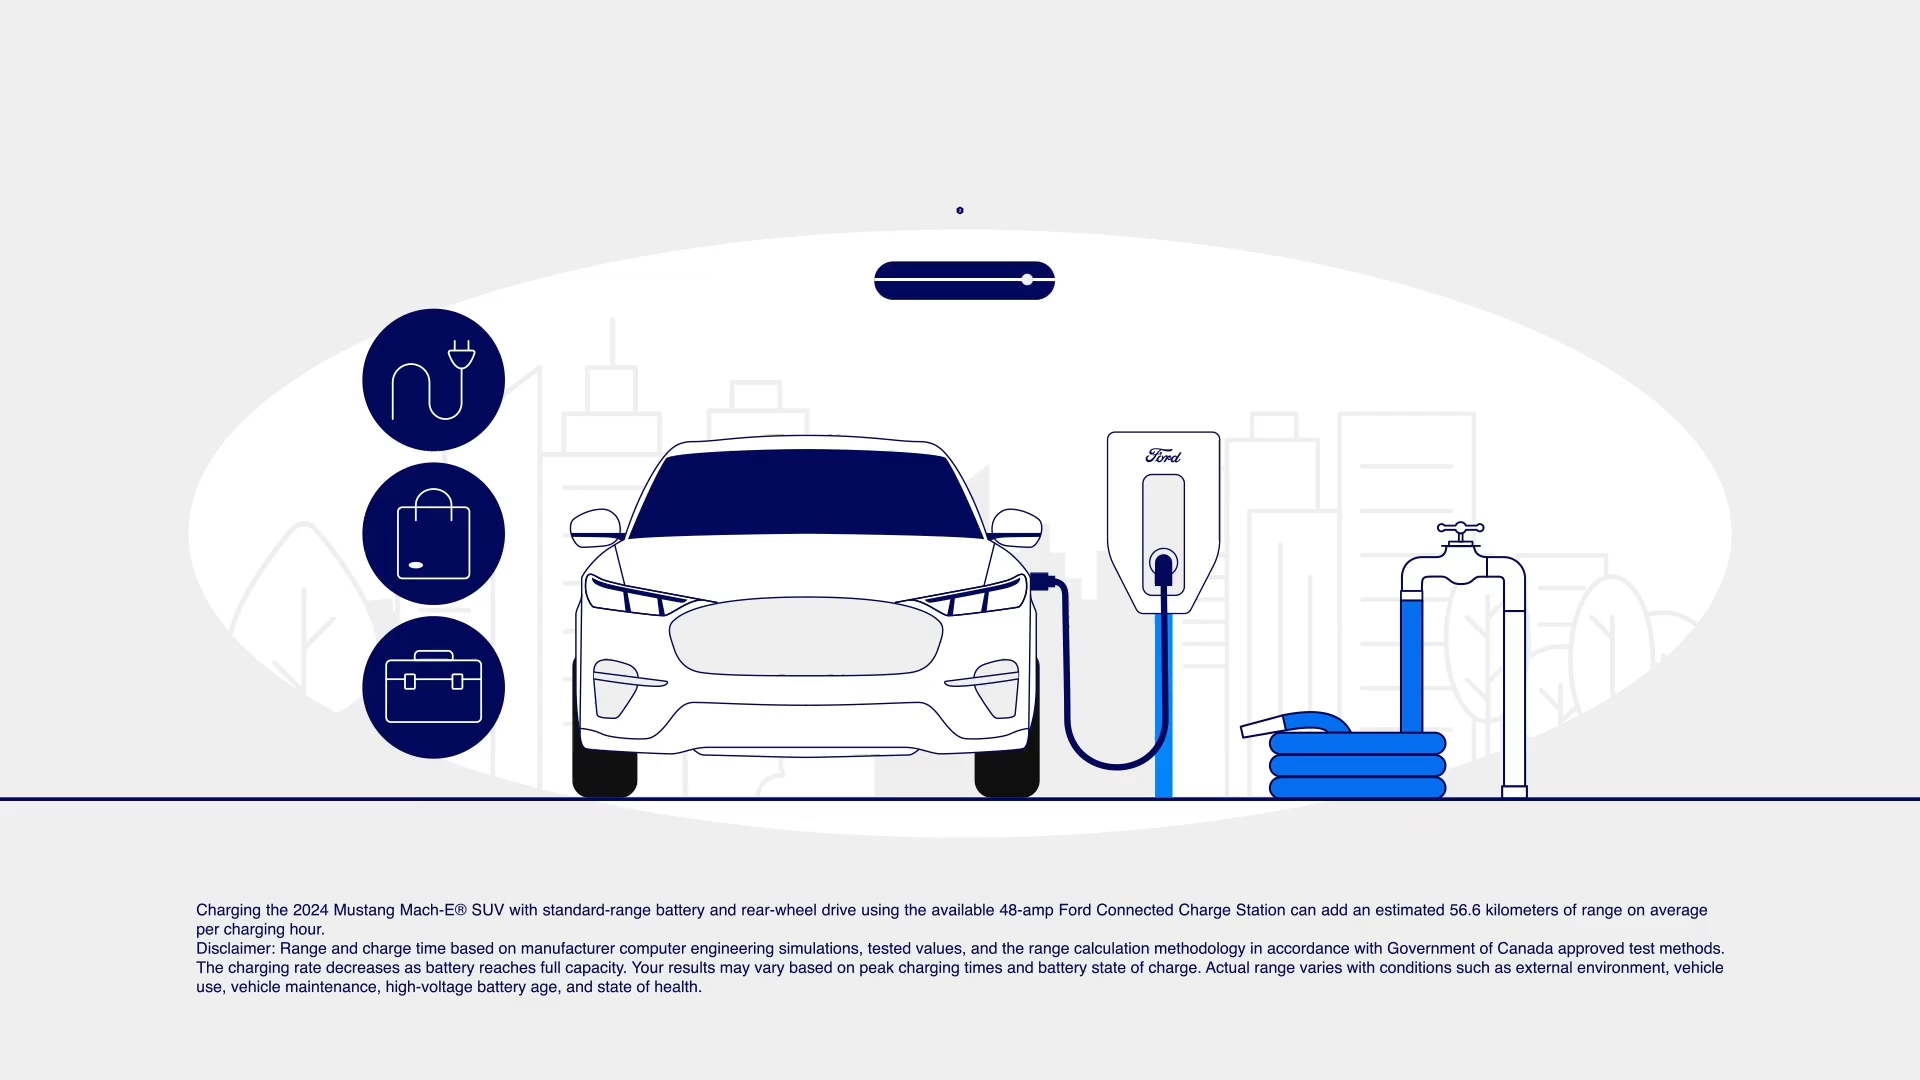 Ford
Charging the 2024 Mustang Mach-E® SUV with standard-range battery and rear-wheel drive using the available 48-amp Ford Connected Charge Station can add an estimated 56.6 kilometers of range on average
per charging hour.
Disclaimer: Range and charge time based on manufacturer computer engineering simulations, tested values, and the range calculation methodology in accordance with Government of Canada approved test methods.
The charging rate decreases as battery reaches full capacity. Your results may vary based on peak charging times and battery state of charge. Actual range varies with conditions such as external environment, vehicle
use, vehicle maintenance, high-voltage battery age, and state of health.